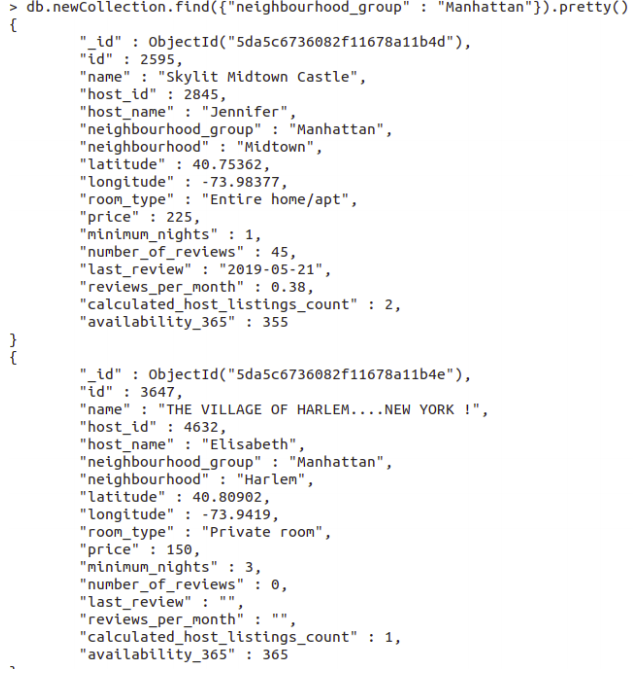 > db.newCollection.find({"neighbourhood_group" : "Manhattan"}).pretty()
{
        "_id" : ObjectId("5da5c6736082f11678a11b4d"),
        "id" : 2595,
        "name" : "Skylit Midtown Castle",
        "host_id" : 2845,
        "host_name" : "Jennifer",
        "neighbourhood_group" : "Manhattan",
        "neighbourhood" : "Midtown",
        "latitude" : 40.75362,
        "longitude" : -73.98377,
        "room_type" : "Entire home/apt",
        "price" : 225,
        "minimum_nights" : 1,
        "number_of_reviews" : 45,
        "last_review" : "2019-05-21",
        "reviews_per_month" : 0.38,
        "calculated_host_listings_count" : 2,
        "availability_365" : 355
}
{
        "_id" : ObjectId("5da5c6736082f11678a11b4e"),
        "id" : 3647,
        "name" : "THE VILLAGE OF HARLEM....NEW YORK !",
        "host_id" : 4632,
        "host_name" : "Elisabeth",
        "neighbourhood_group" : "Manhattan",
        "neighbourhood" : "Harlem",
        "latitude" : 40.80902,
        "longitude" : -73.9419,
        "room_type" : "Private room",
        "price" : 150,
        "minimum_nights" : 3,
        "number_of_reviews" : 0,
        "last_review" : "",
        "reviews_per_month" : "",
        "calculated_host_listings_count" : 1,
        "availability_365" : 365